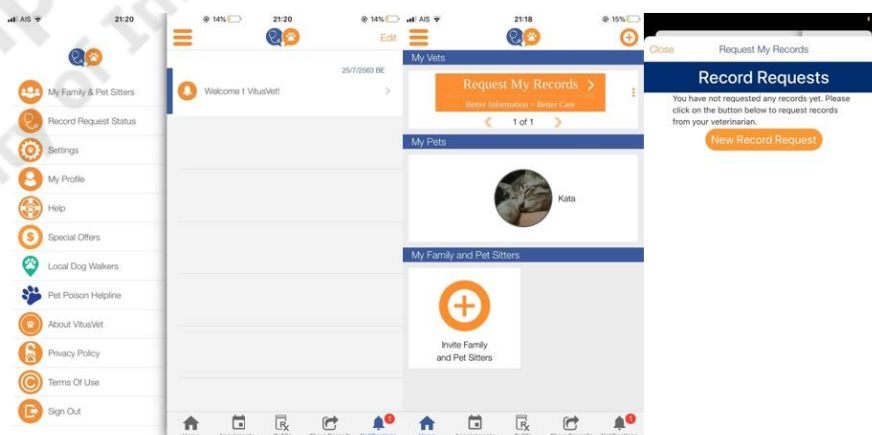 AIS
21:20
My Family & Pet Sitters
Record Request Status
Settings
My Profile
Help
Special Offers
Local Dog Walkers
Pet Poison Helpline
About VitusVet
Privacy Policy
Terms Of Use
Sign Out
14%
21:20
14%
Edit
25/7/2563 BE
Welcome t VitusVet!
AIS
21:18
15%
My Vets
Request My Records
Better Information = Better Care
1 of 1
My Pets
Kata
My Family and Pet Sitters
Invite Family
and Pet Sitters
1
1
Close
Request My Records
Record Requests
You have not requested any records yet. Please
click on the button below to request records
from your veterinarian.
New Record Request